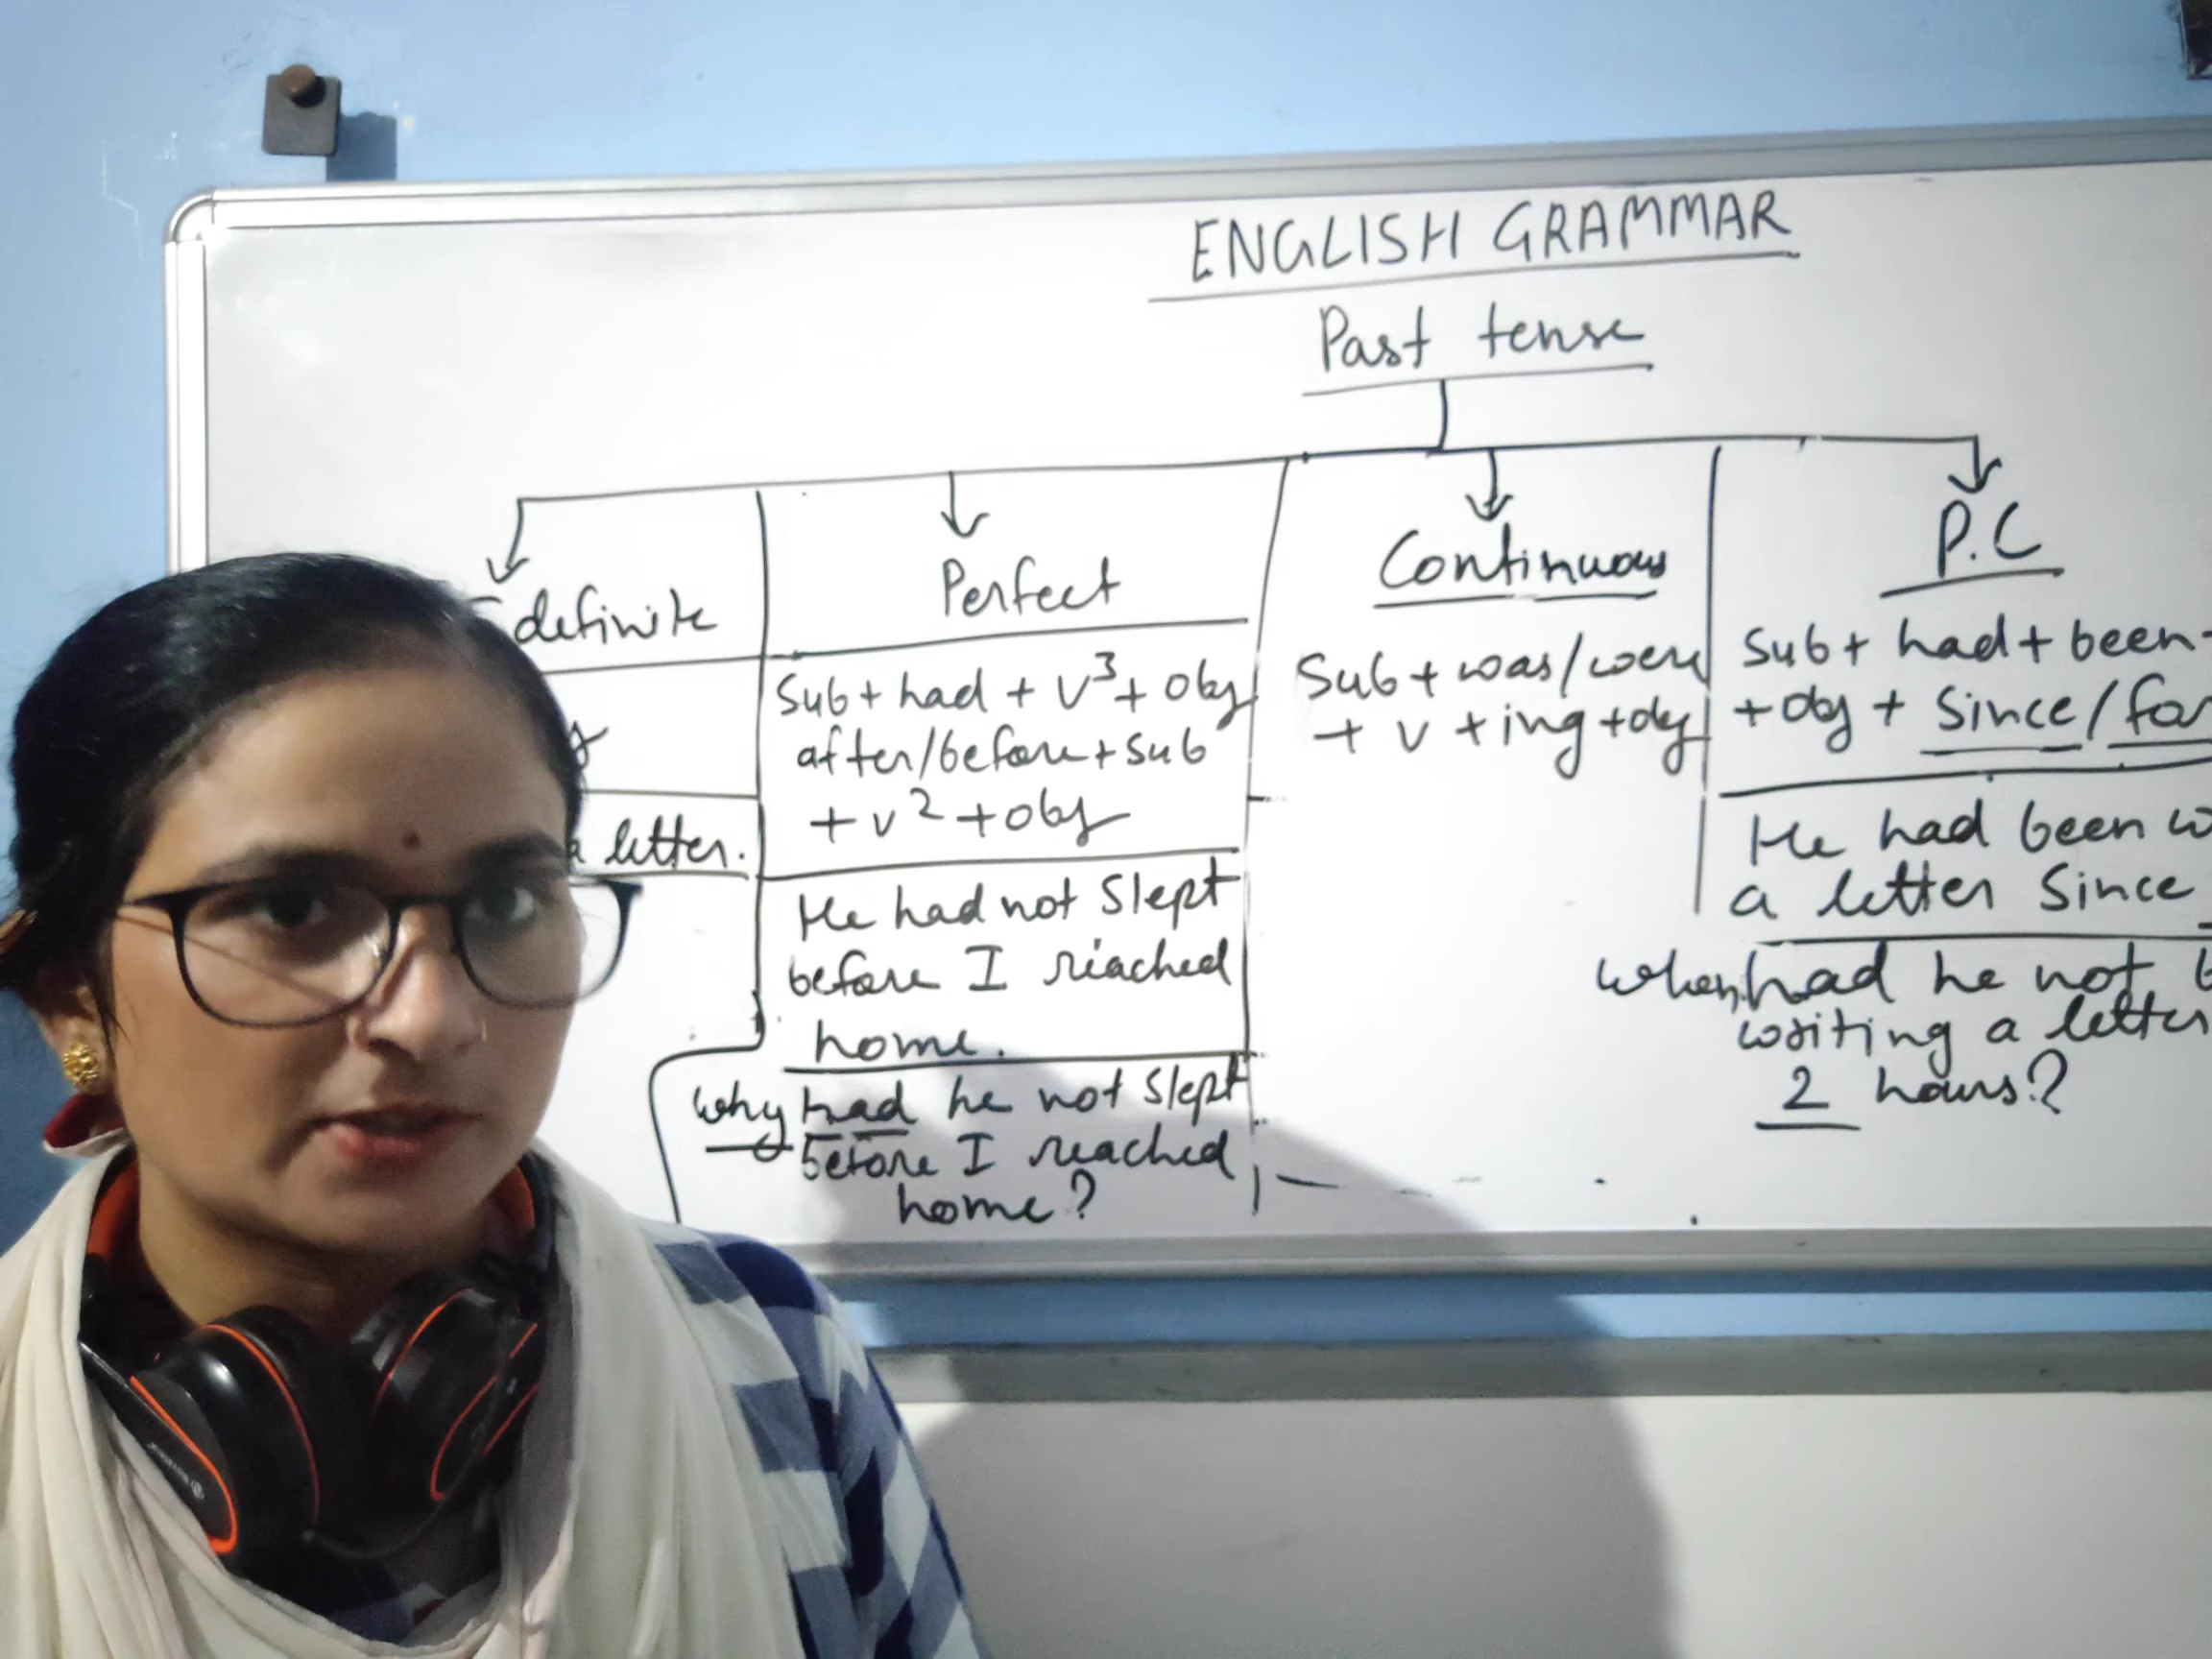 ENGLISH GRAMMAR
Past tense
definite
a letter.
Perfect
Sub + had + V³ + Obj
after/before + Sub
+ v² + obj
He had not Slept
before I reached
home.
why had he not Slept
before I reached
home?
Continuous
Sub + was/were
+ v + ing + obj
P.C
Sub + had + been
+ obj + Since/for
He had been
a letter Since
when had he not
writing a letter
2 hours?